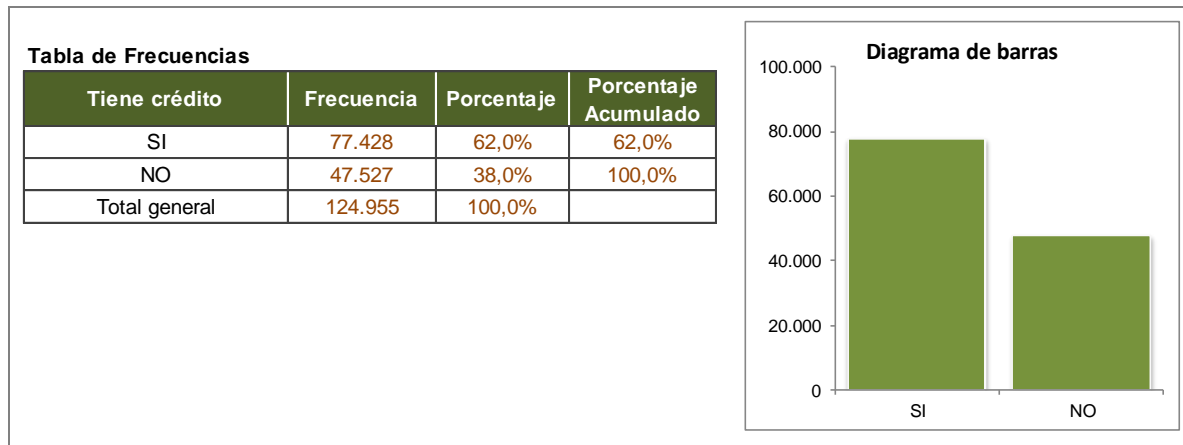 Tabla de Frecuencias
Tiene crédito Frecuencia Porcentaje Porcentaje Acumulado
SI 77.428 62,0% 62,0%
NO 47.527 38,0% 100,0%
Total general 124.955 100,0%
Diagrama de barras
100.000
80.000
60.000
40.000
20.000
0
SI NO